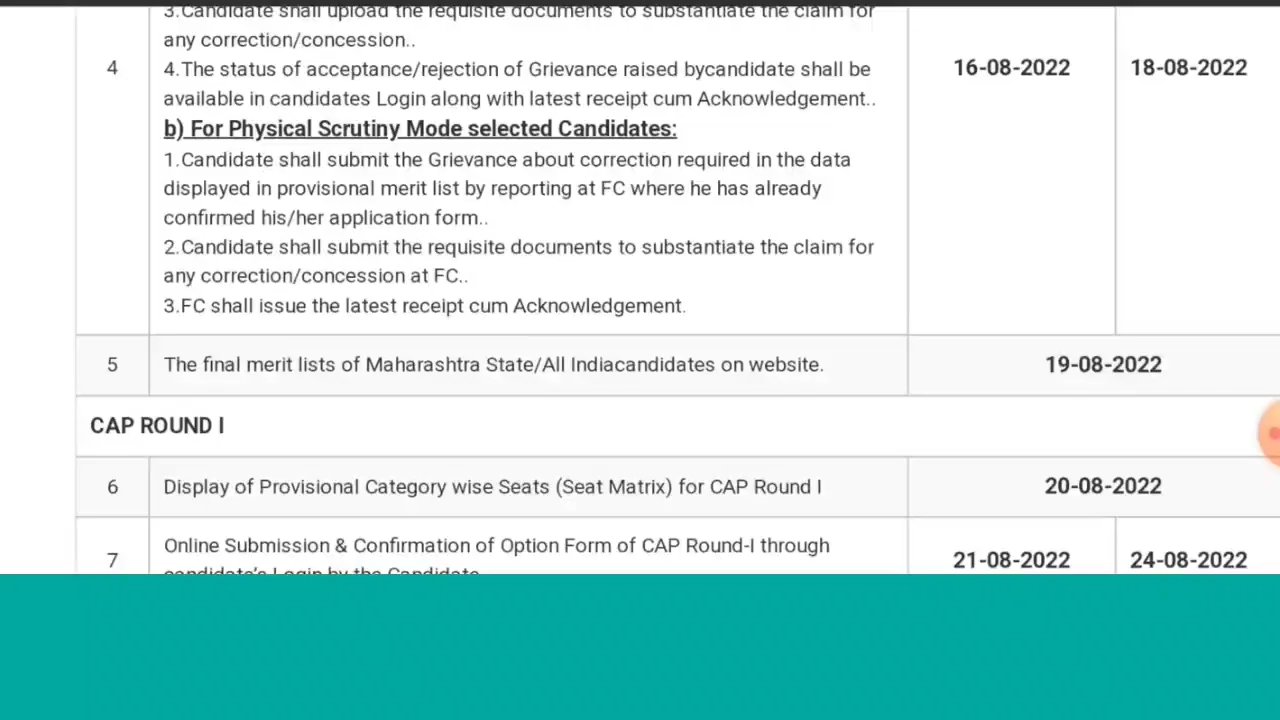 3.Candidate shall upload the requisite documents to substantiate the claim for
any correction/concession..
4 4.The status of acceptance/rejection of Grievance raised bycandidate shall be 16-08-2022 18-08-2022
available in candidates Login along with latest receipt cum Acknowledgement..
b) For Physical Scrutiny Mode selected Candidates:
1.Candidate shall submit the Grievance about correction required in the data
displayed in provisional merit list by reporting at FC where he has already
confirmed his/her application form..
2.Candidate shall submit the requisite documents to substantiate the claim for
any correction/concession at FC..
3.FC shall issue the latest receipt cum Acknowledgement.
5 The final merit lists of Maharashtra State/All Indiacandidates on website. 19-08-2022
CAP ROUND I
6 Display of Provisional Category wise Seats (Seat Matrix) for CAP Round I 20-08-2022
Online Submission & Confirmation of Option Form of CAP Round-I through
7 21-08-2022 24-08-2022
candidate's Login by the Candidate